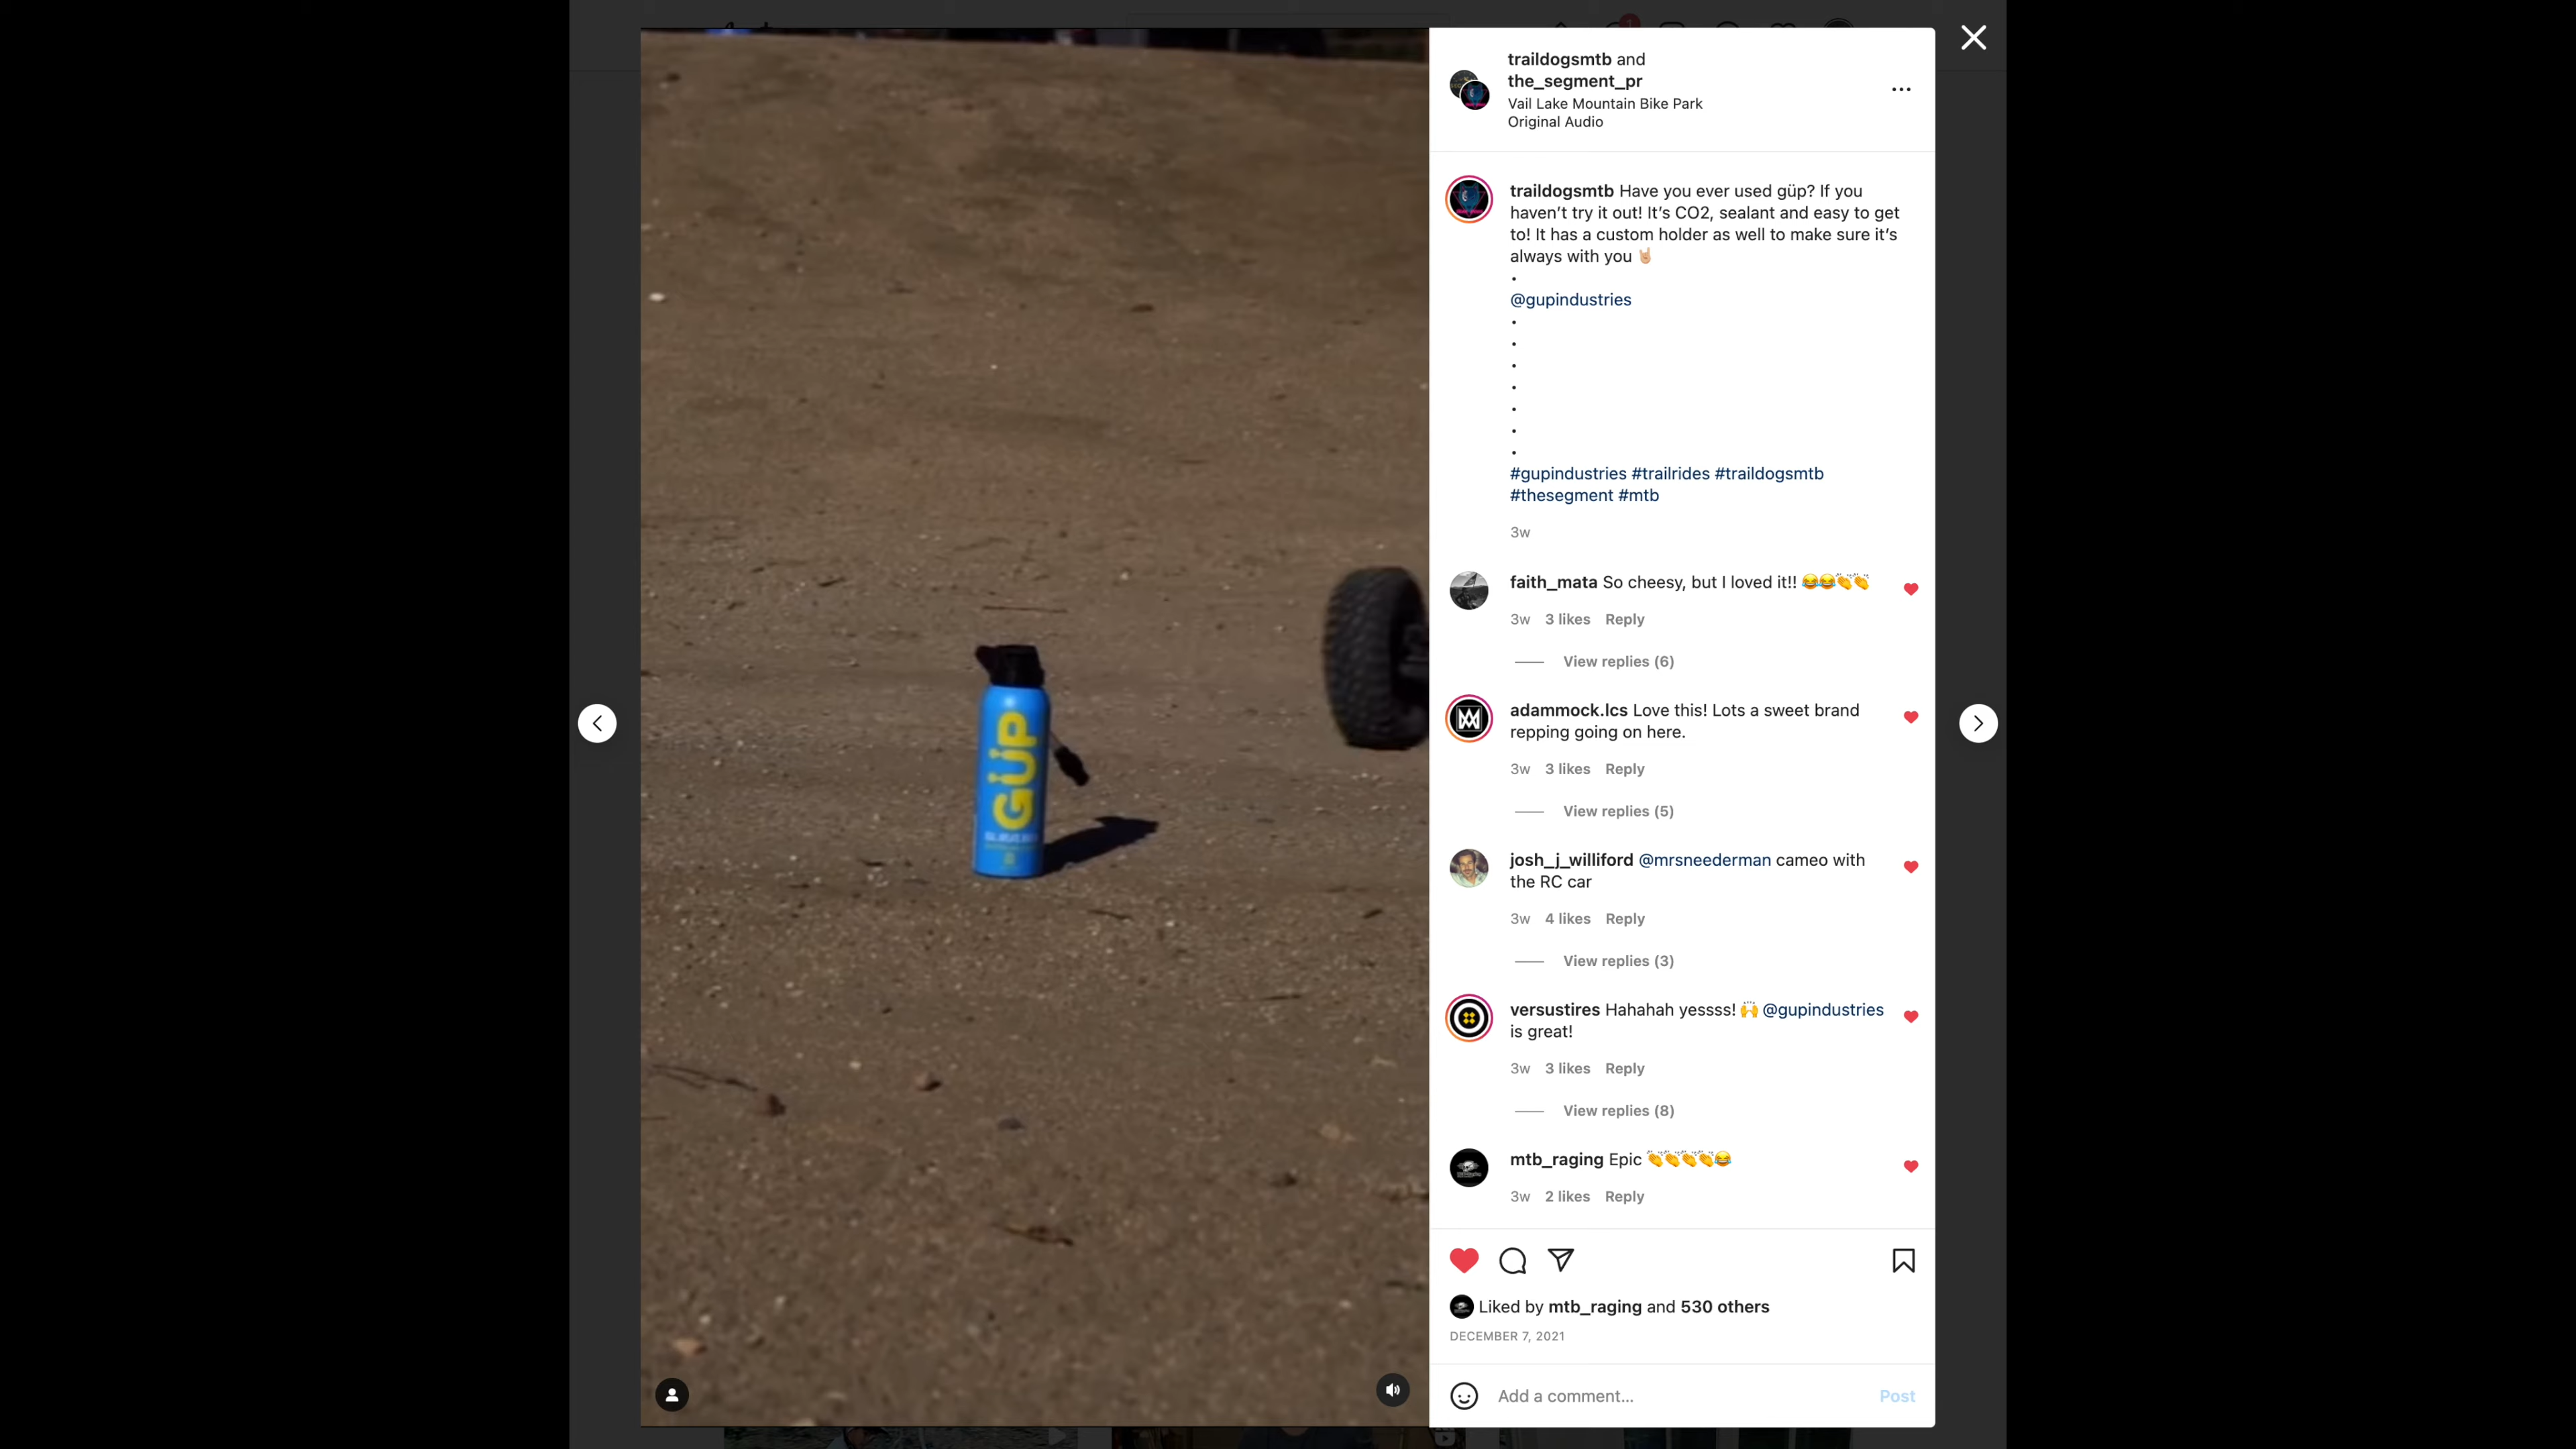 GÜP
traildogsmtb and
the_segment_pr
Vail Lake Mountain Bike Park
Original Audio
traildogsmtb Have you ever used güp? If you
haven't try it out! It's CO2, sealant and easy to get
to! It has a custom holder as well to make sure it's
always with you 🤘🏼
•
@gupindustries
•
•
•
•
•
•
•
#gupindustries #trailrides #traildogsmtb
#thesegment #mtb
3w
faith_mata So cheesy, but I loved it!! 😂😂👏👏
3w 3 likes Reply
View replies (6)
adammock.lcs Love this! Lots a sweet brand
repping going on here.
3w 3 likes Reply
View replies (5)
josh_j_williford @mrsneederman cameo with
the RC car
3w 4 likes Reply
View replies (3)
versustires Hahahah yessss! 🙌 @gupindustries
is great!
3w 3 likes Reply
View replies (8)
mtb_raging Epic 👏👏👏👏😂
3w 2 likes Reply
Liked by mtb_raging and 530 others
DECEMBER 7, 2021
Add a comment...
Post